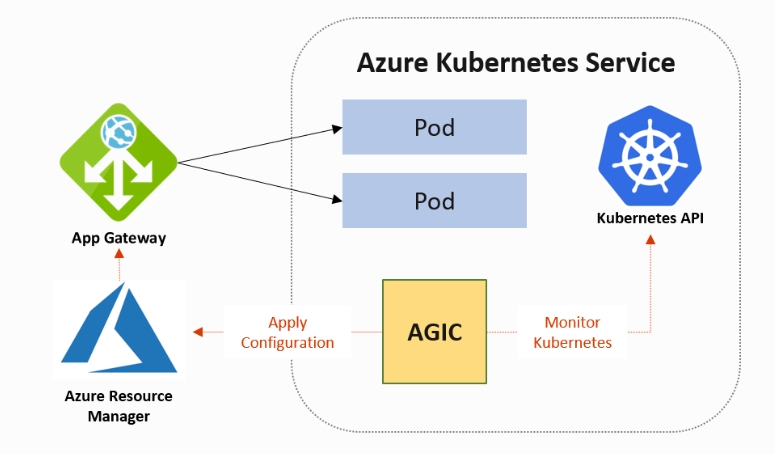 Azure Kubernetes Service
Pod
Pod
App Gateway
Kubernetes API
Apply
Configuration
AGIC
Monitor
Kubernetes
Azure Resource
Manager